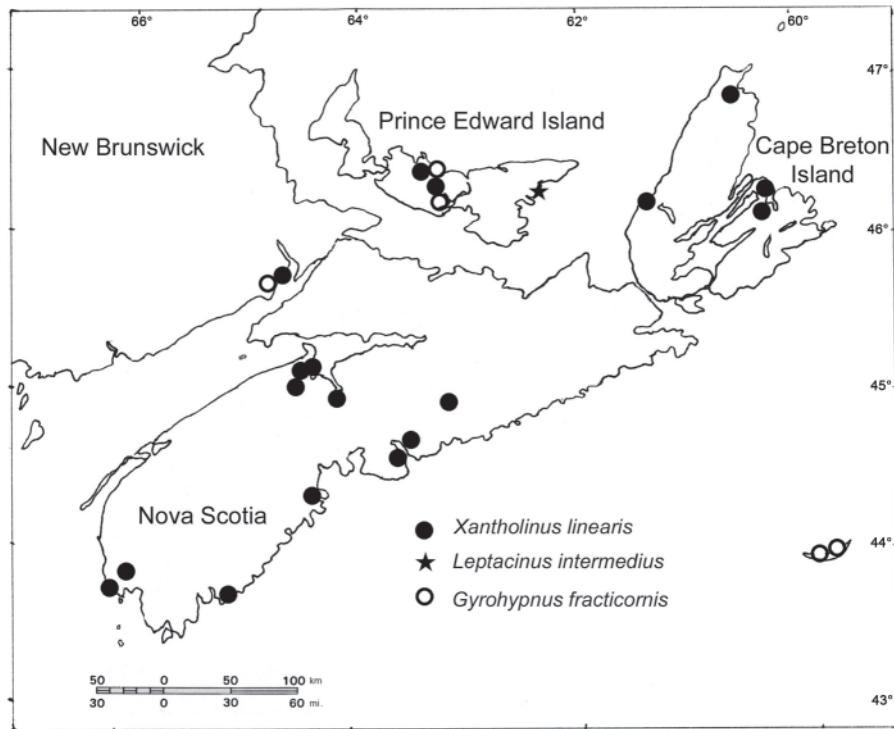 66° 64° 62° 60°
47°
Prince Edward Island
New Brunswick
Cape Breton
Island
46°
45°
Nova Scotia
Xantholinus linearis
44°
Leptacinus intermedius
Gyrohypnus fracticornis
50 0 50 100 km
30 0 30 60 mi.
43°